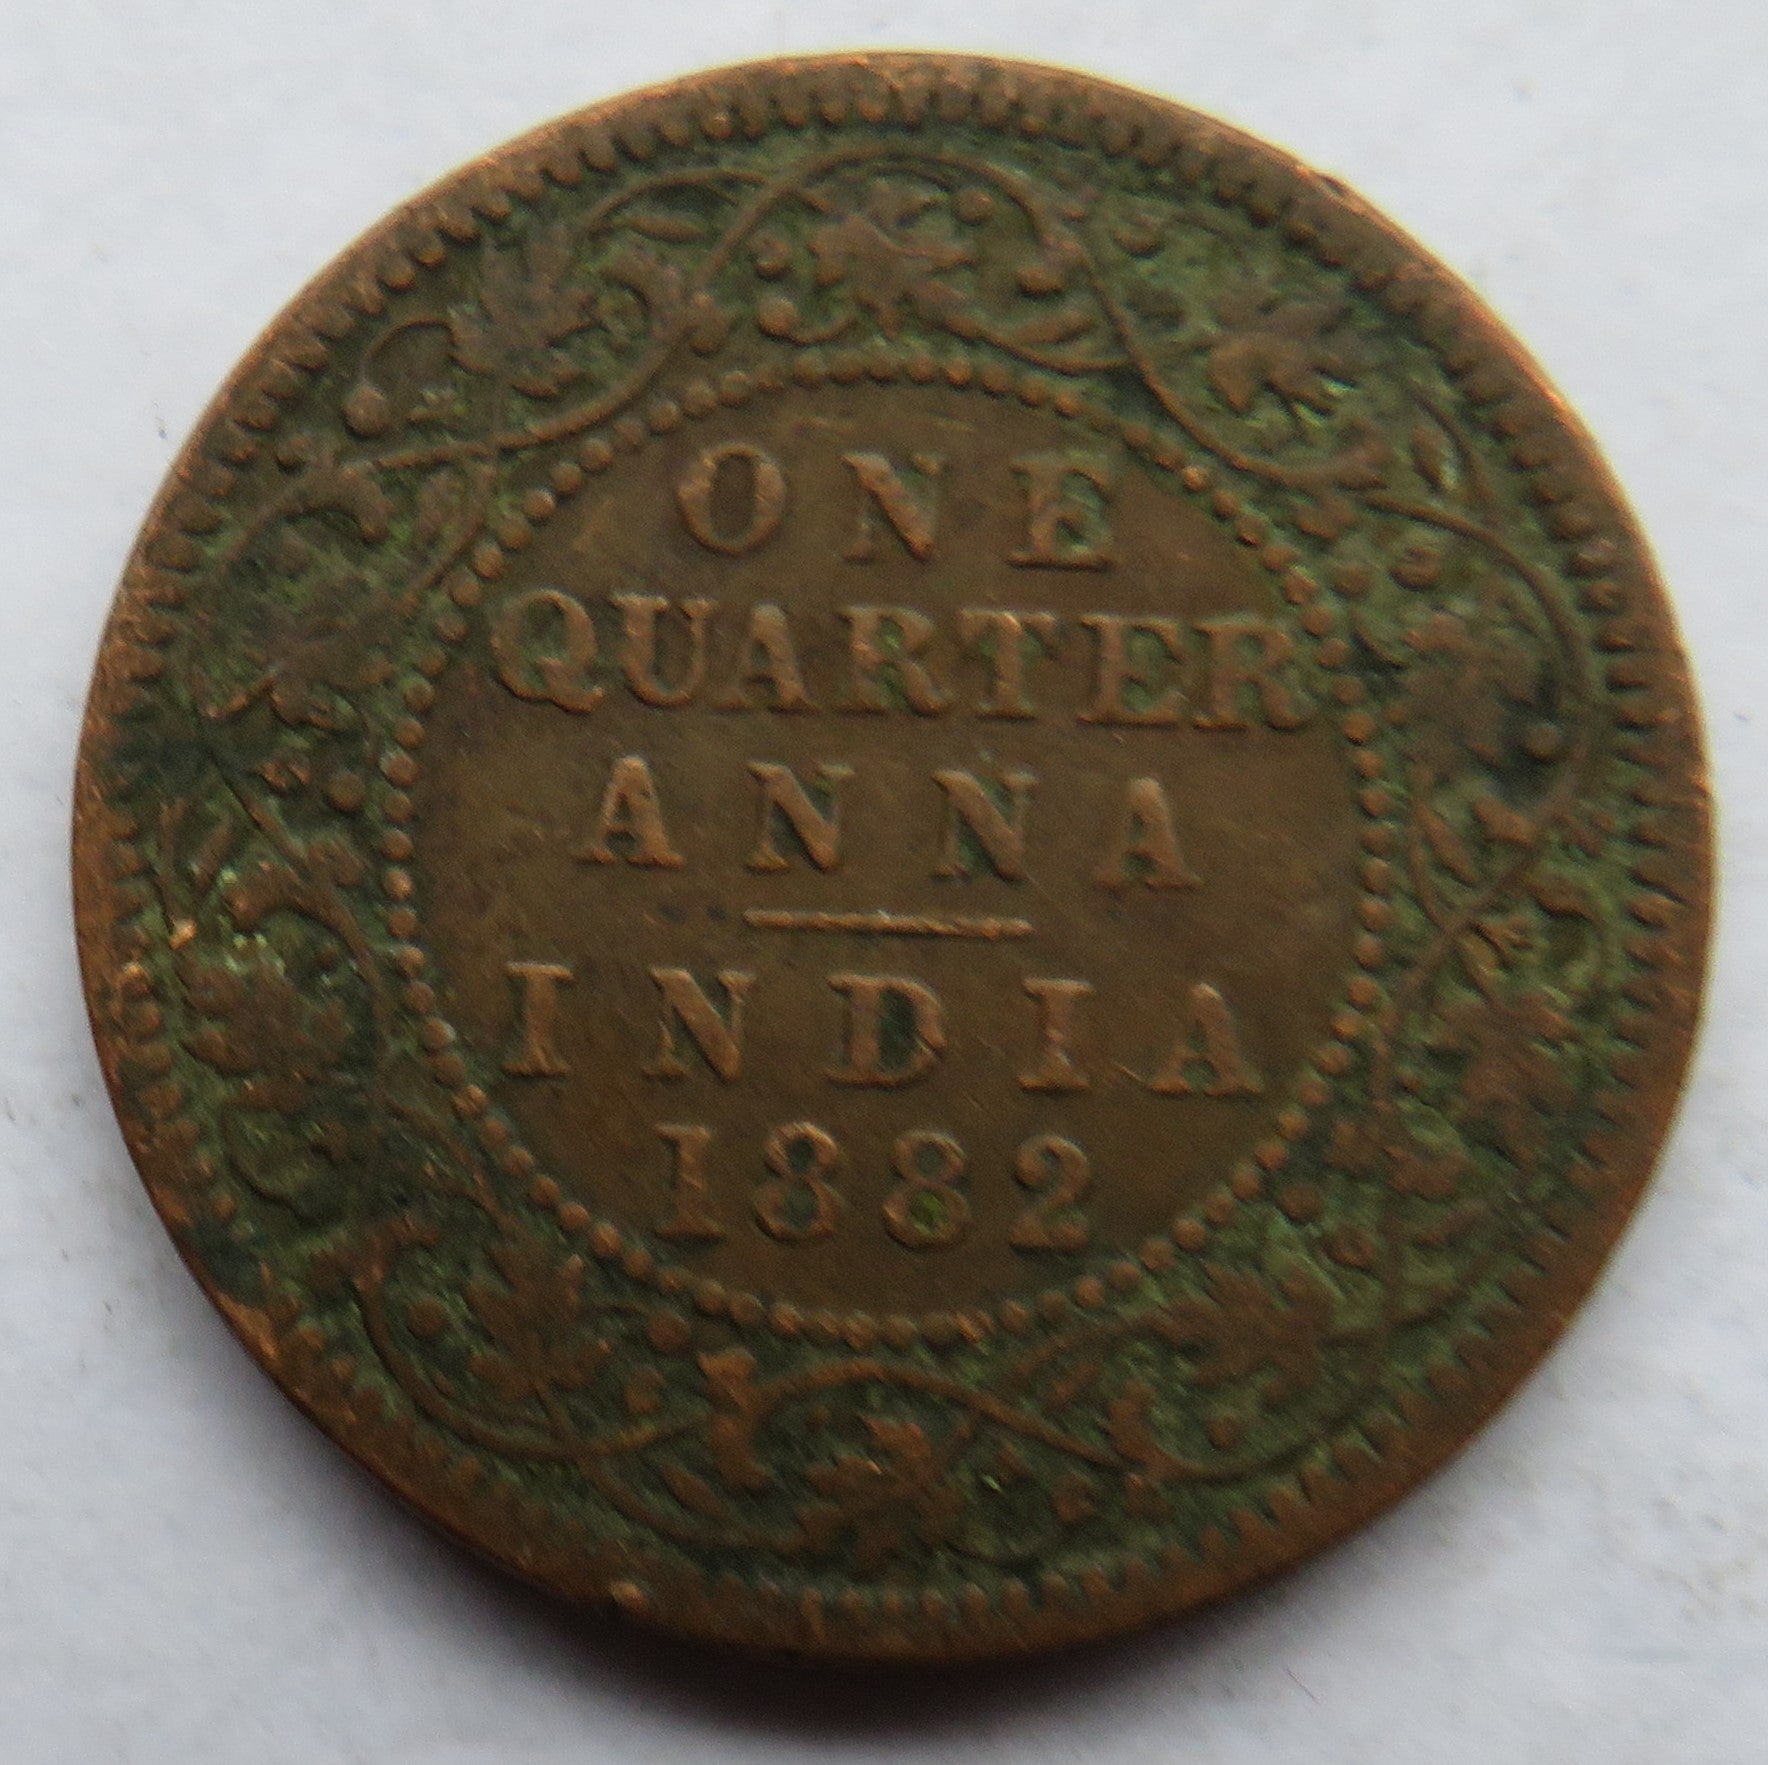 ONE
QUARTER
ANNA
INDIA
1882